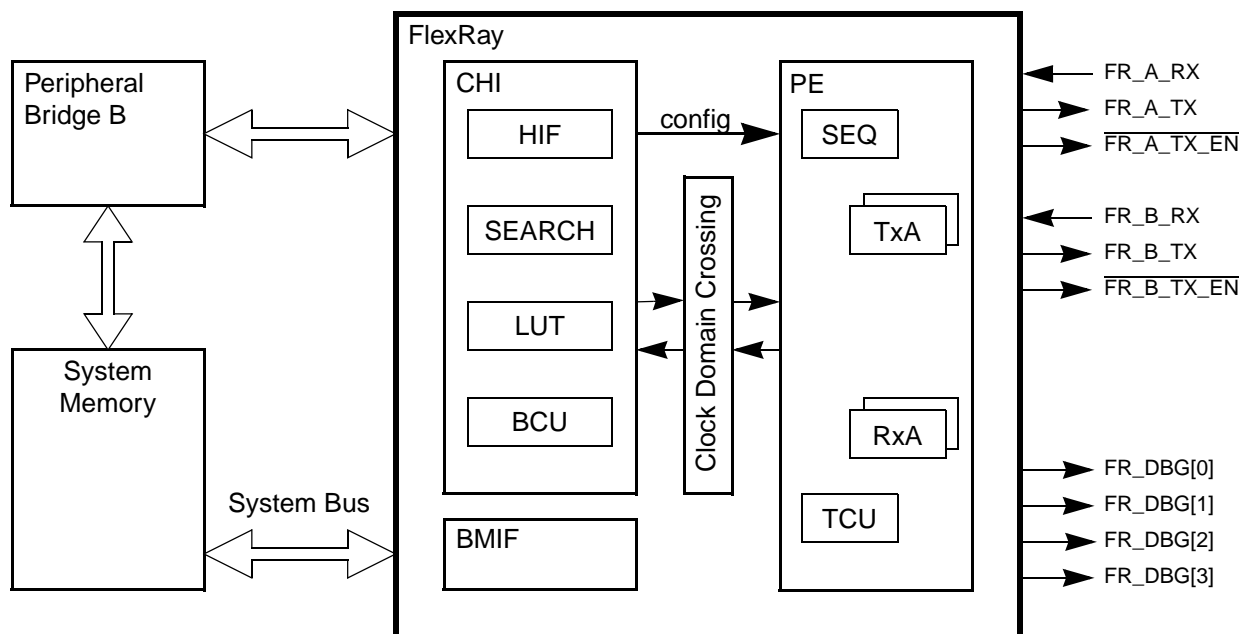 FlexRay
Peripheral
Bridge B
System
Memory
System Bus
CHI
HIF
SEARCH
LUT
BCU
BMIF
config
Clock Domain Crossing
PE
SEQ
TxA
RxA
TCU
FR_A_RX
FR_A_TX
FR_A_TX_EN
FR_B_RX
FR_B_TX
FR_B_TX_EN
FR_DBG[0]
FR_DBG[1]
FR_DBG[2]
FR_DBG[3]